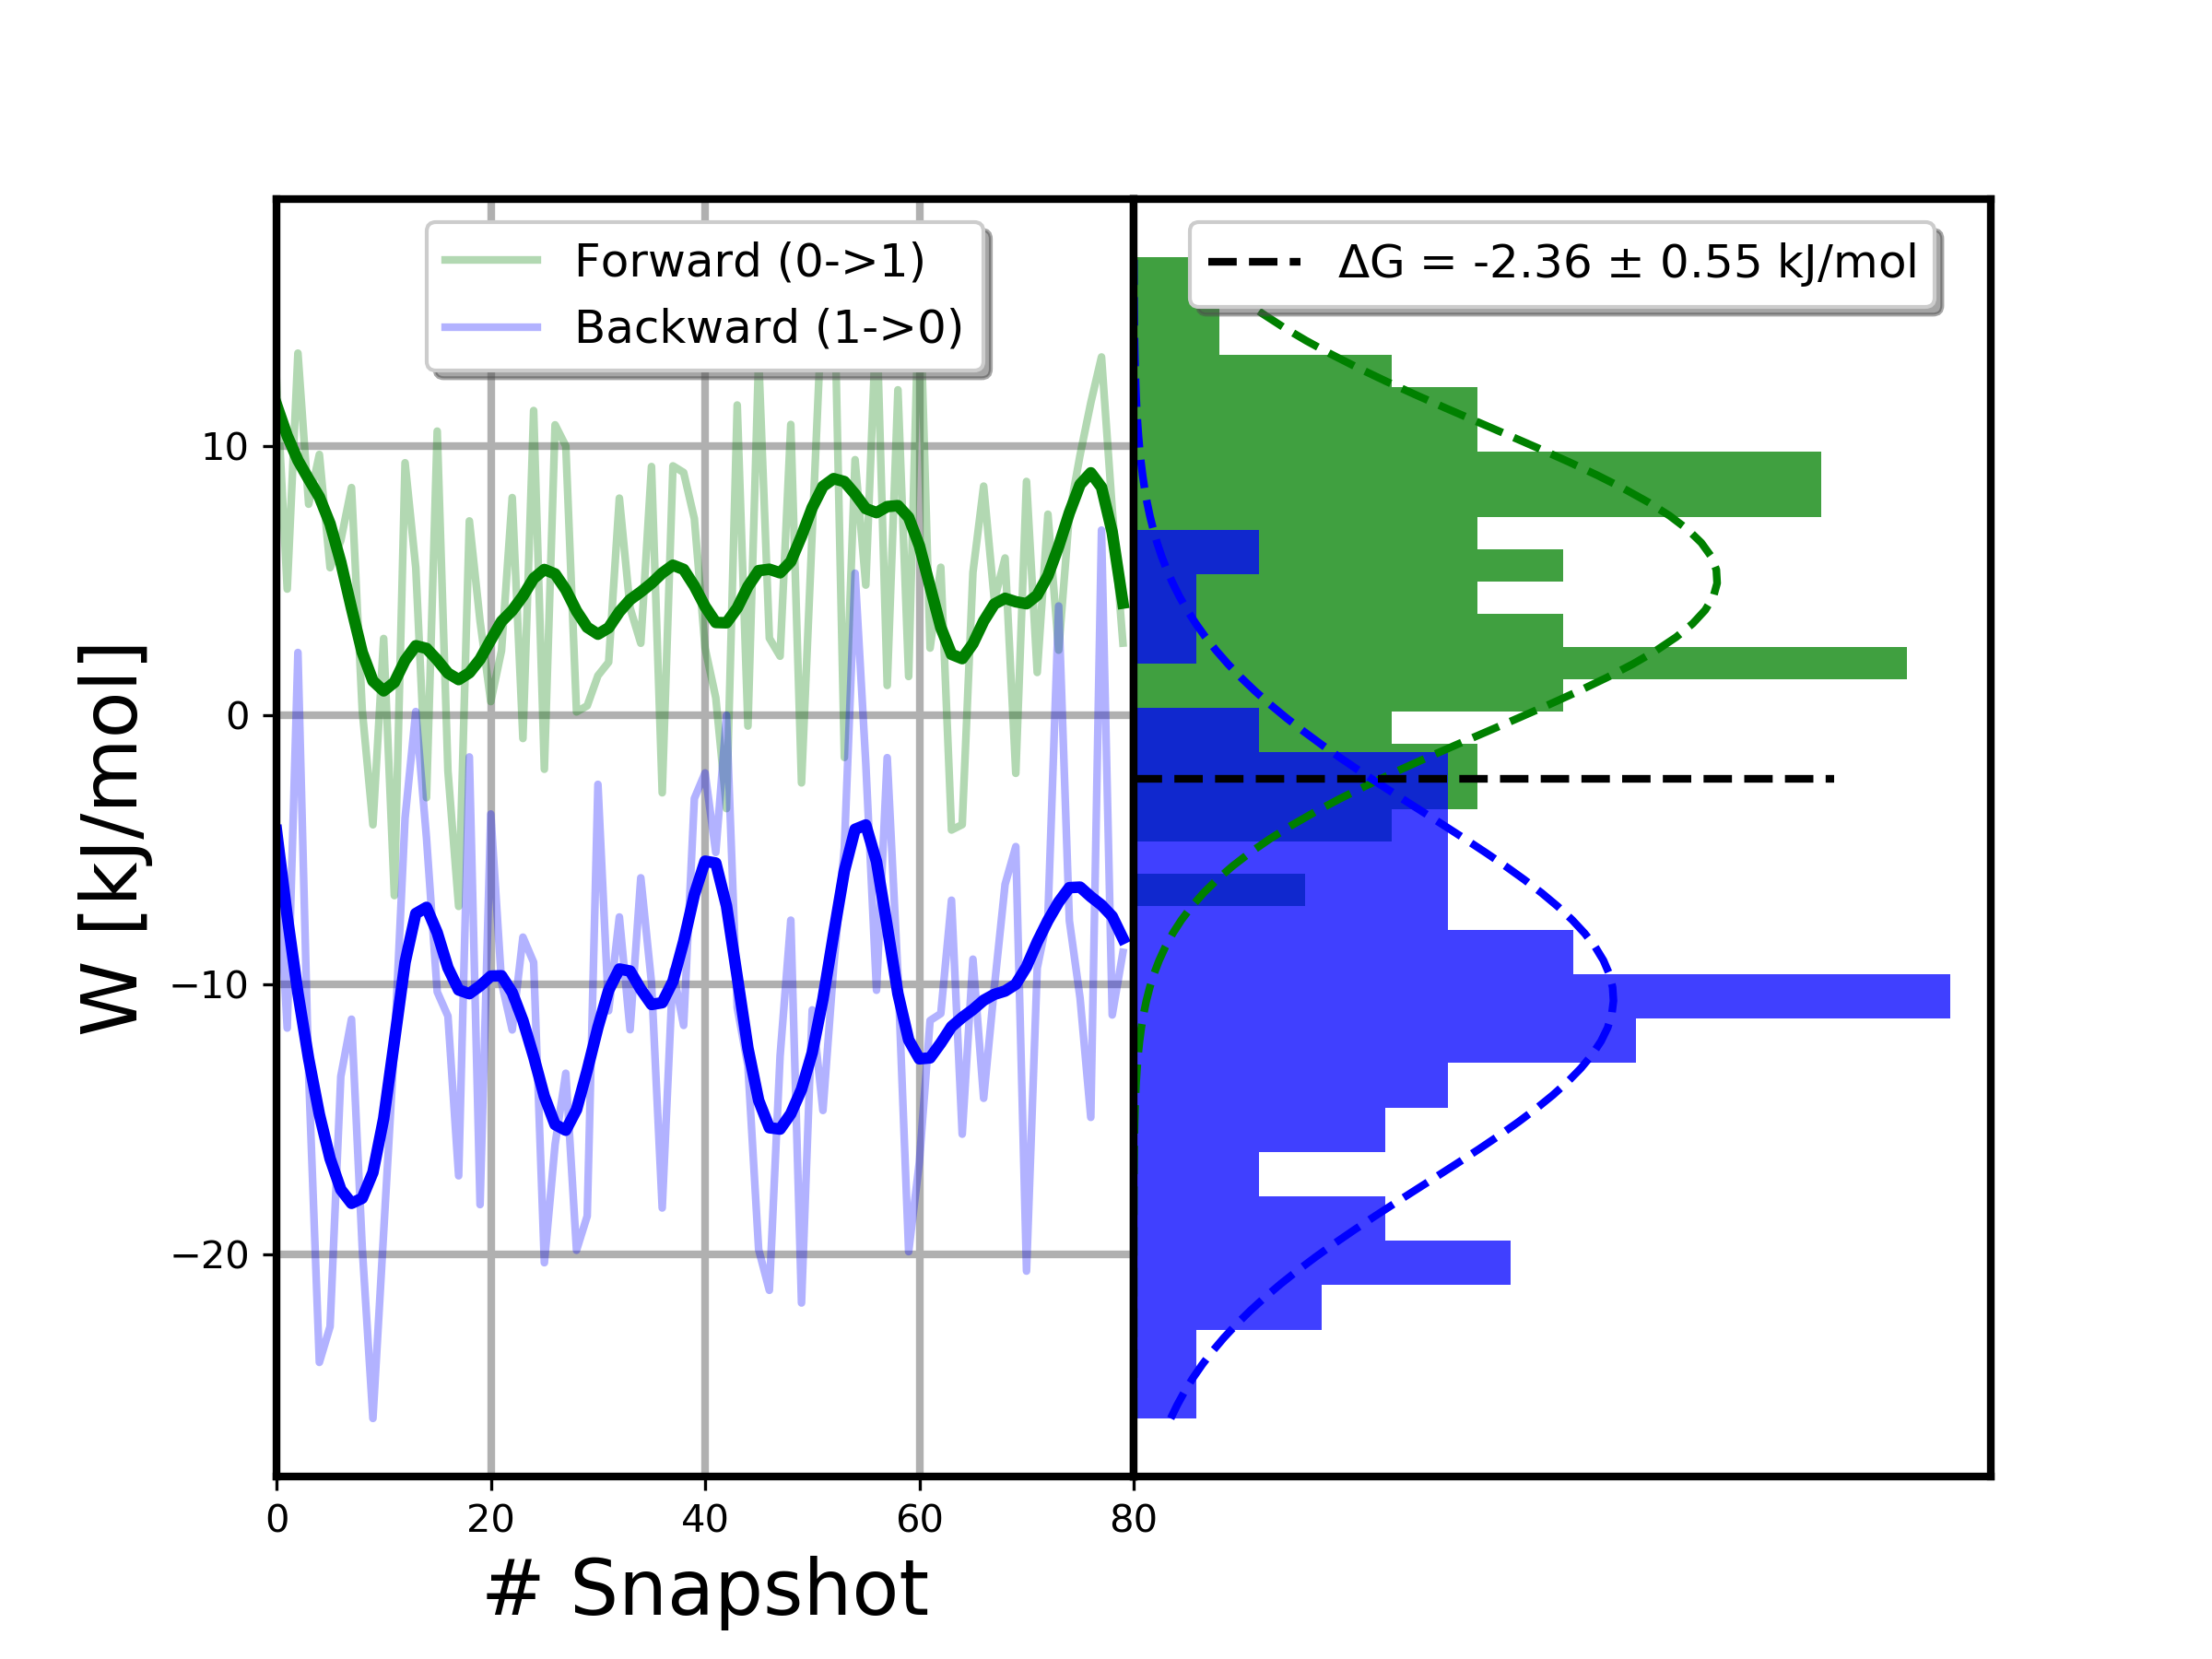 Forward (0->1)
Backward (1->0)
ΔG = -2.36 ± 0.55 kJ/mol
W [kJ/mol]
10
0
−10
−20
0 20 40 60 80
# Snapshot